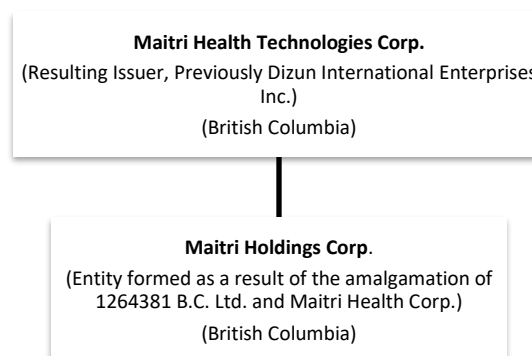 Maitri Health Technologies Corp.
(Resulting Issuer, Previously Dizun International Enterprises
Inc.)
(British Columbia)
Maitri Holdings Corp.
(Entity formed as a result of the amalgamation of
1264381 B.C. Ltd. and Maitri Health Corp.)
(British Columbia)